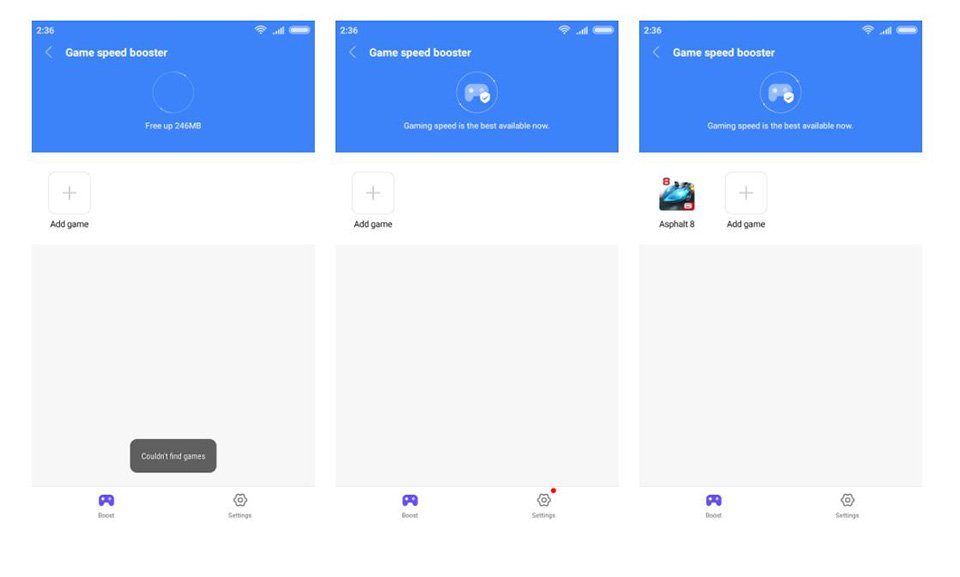 2:36
Game speed booster
Free up 246MB
Add game
Couldn't find games
Boost
Settings
2:36
Game speed booster
Gaming speed is the best available now.
Add game
Boost
Settings
2:36
Game speed booster
Gaming speed is the best available now.
8
Asphalt 8
Add game
Boost
Settings